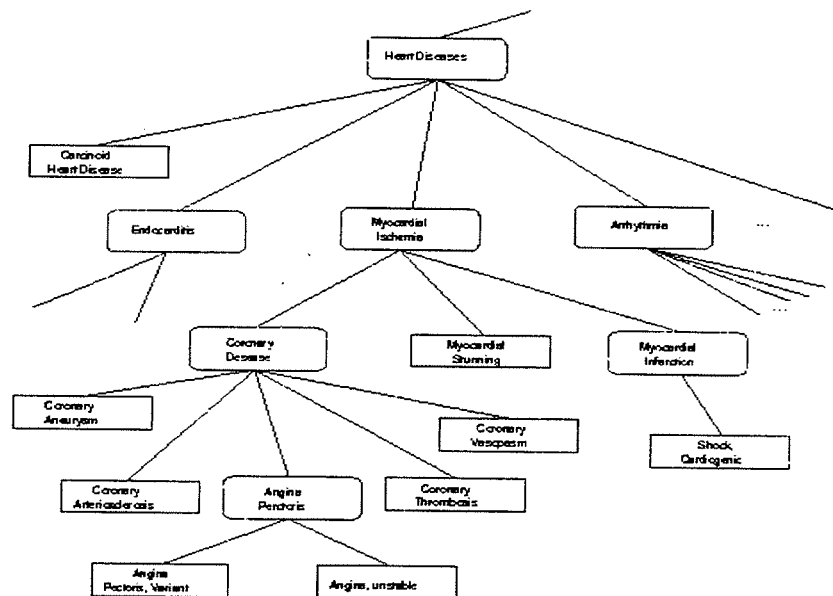 Heart Diseases
Carcinoid
Heart Disease
Endocarditis
Myocardial
Ischemia
Arrhythmia
...
...
Coronary
Desease
Myocardial
Stunning
Myocardial
Infarction
Coronary
Aneurysm
Coronary
Vasospasm
Shock,
Cardiogenic
Coronary
Arteriosclerosis
Angina
Pectoris
Coronary
Thrombosis
Angina
Pectoris, Variant
Angina, unstable